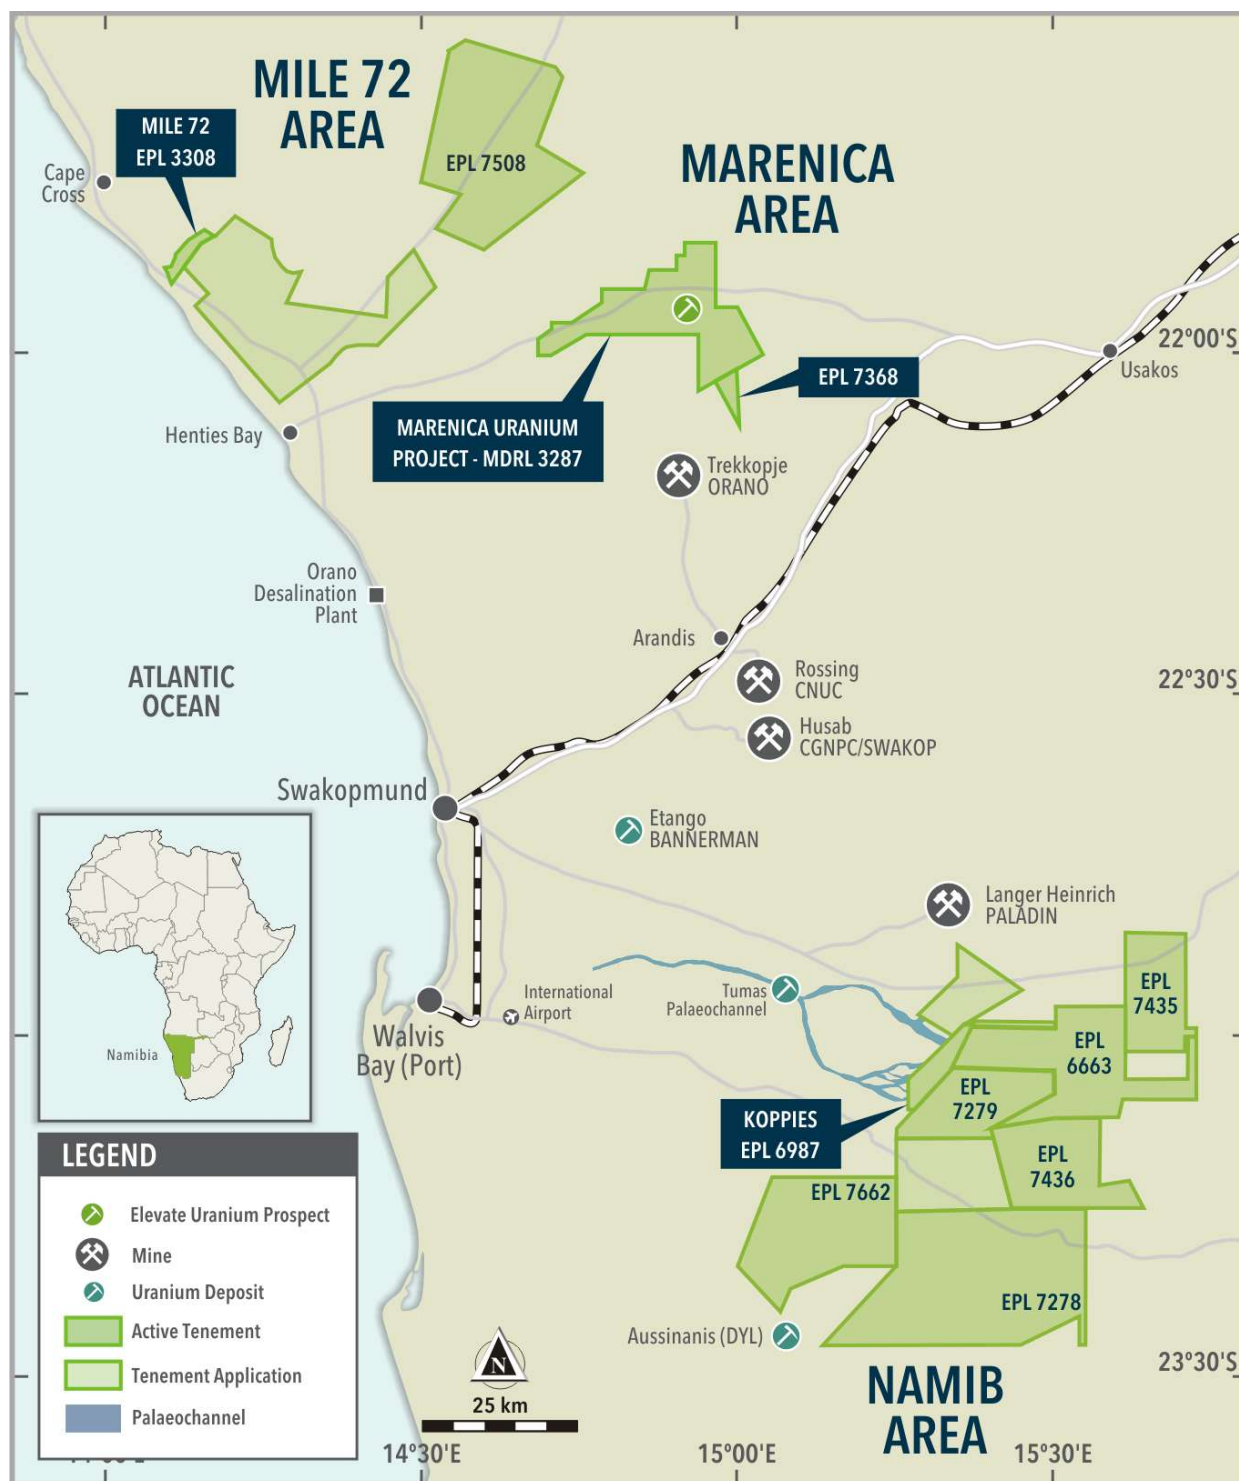 MILE 72
AREA
MILE 72
EPL 3308
EPL 7508
Cape
Cross
MARENICA
AREA
22°00'S
Usakos
EPL 7368
MARENICA URANIUM
PROJECT - MDRL 3287
Henties Bay
Trekkopje
ORANO
Orano
Desalination
Plant
Arandis
Rossing
CNUC
22°30'S
ATLANTIC
OCEAN
Husab
CGNPC/SWAKOP
Swakopmund
Etango
BANNERMAN
Langer Heinrich
PALADIN
Tumas
Palaeochannel
International
Airport
Walvis
Bay (Port)
Namibia
EPL
7435
EPL
6663
EPL
7279
KOPPIES
EPL 6987
EPL
7436
EPL 7662
EPL 7278
Aussinanis (DYL)
NAMIB
AREA
23°30'S
LEGEND
Elevate Uranium Prospect
Mine
Uranium Deposit
Active Tenement
Tenement Application
Palaeochannel
N
25 km
14°30'E
15°00'E
15°30'E